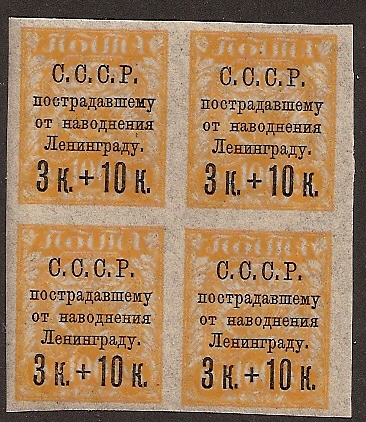 С.С.С.Р.
пострадавшему
от наводнения
Ленинграду.
3 к. + 10 к.
С.С.С.Р.
пострадавшему
от наводнения
Ленинграду.
3 к. + 10 к.
С.С.С.Р.
пострадавшему
от наводнения
Ленинграду.
3 к. + 10 к.
С.С.С.Р.
пострадавшему
от наводнения
Ленинграду.
3 к. + 10 к.